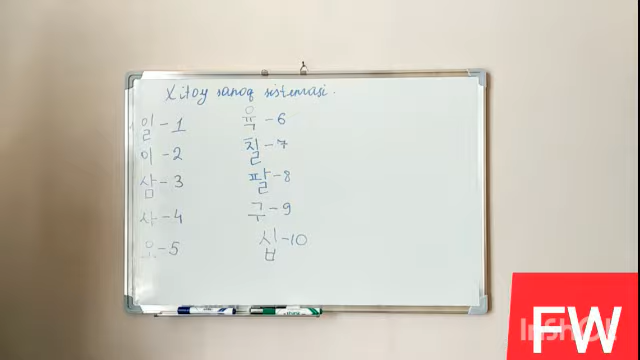 Xitoy sanoq sistemasi.
일-1
이-2
삼-3
사-4
오-5
육-6
칠-7
팔-8
구-9
십-10
FW
InShOt